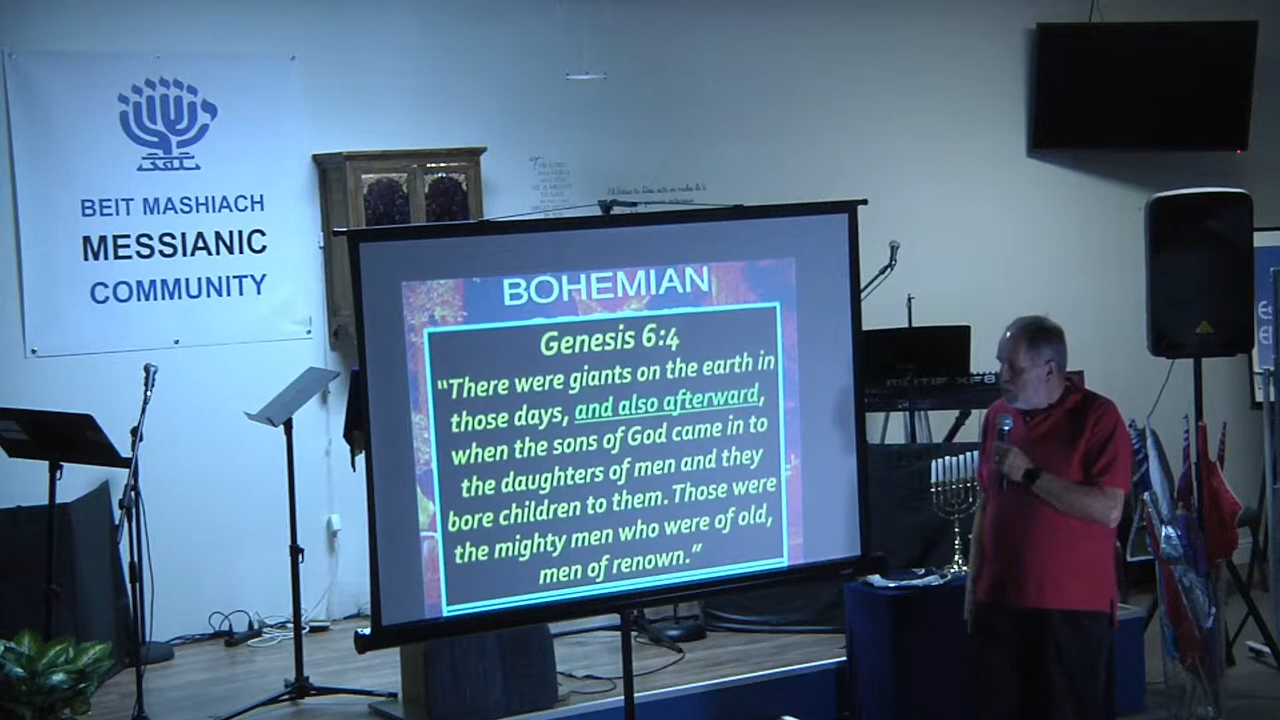 BEIT MASHIACH
MESSIANIC
COMMUNITY
BOHEMIAN
Genesis 6:4
“There were giants on the earth in
those days, and also afterward,
when the sons of God came in to
the daughters of men and they
bore children to them. Those were
the mighty men who were of old,
men of renown.”
MOTIF XF8